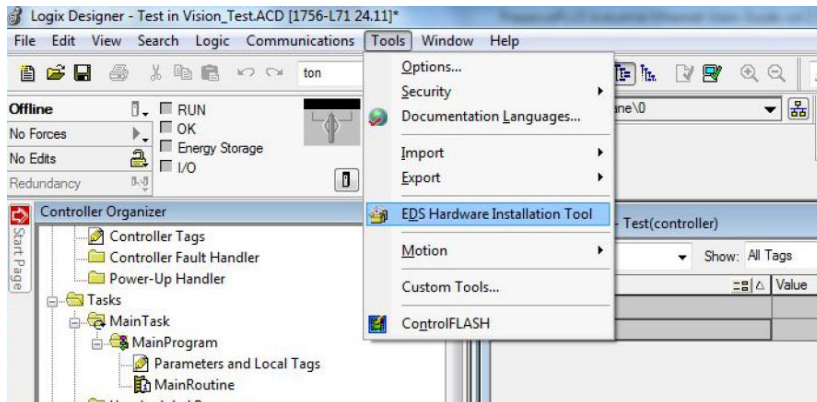 Logix Designer - Test in Vision_Test.ACD [1756-L71 24.11]*
File Edit View Search Logic Communications Tools Window Help
ton
Options...
Security
Documentation Languages...
Import
Export
EDS Hardware Installation Tool
Motion
Custom Tools...
ControlFLASH
Offline
RUN
No Forces
OK
Energy Storage
No Edits
I/O
Redundancy
ane\0
Start Page
Controller Organizer
Controller Tags
Controller Fault Handler
Power-Up Handler
Tasks
MainTask
MainProgram
Parameters and Local Tags
MainRoutine
- Test(controller)
Show: All Tags
Value